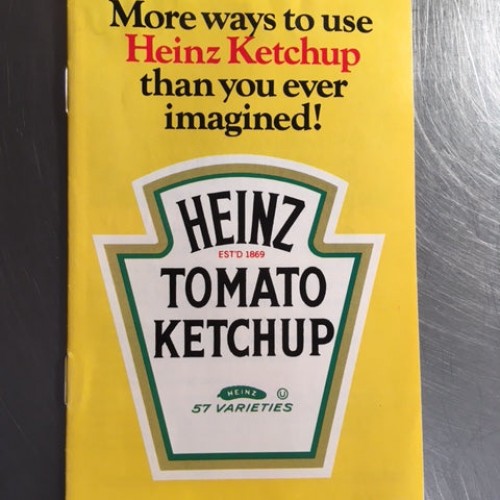 More ways to use
Heinz Ketchup
than you ever
imagined!
HEINZ
EST'D 1869
TOMATO
KETCHUP
HEINZ
U
57 VARIETIES